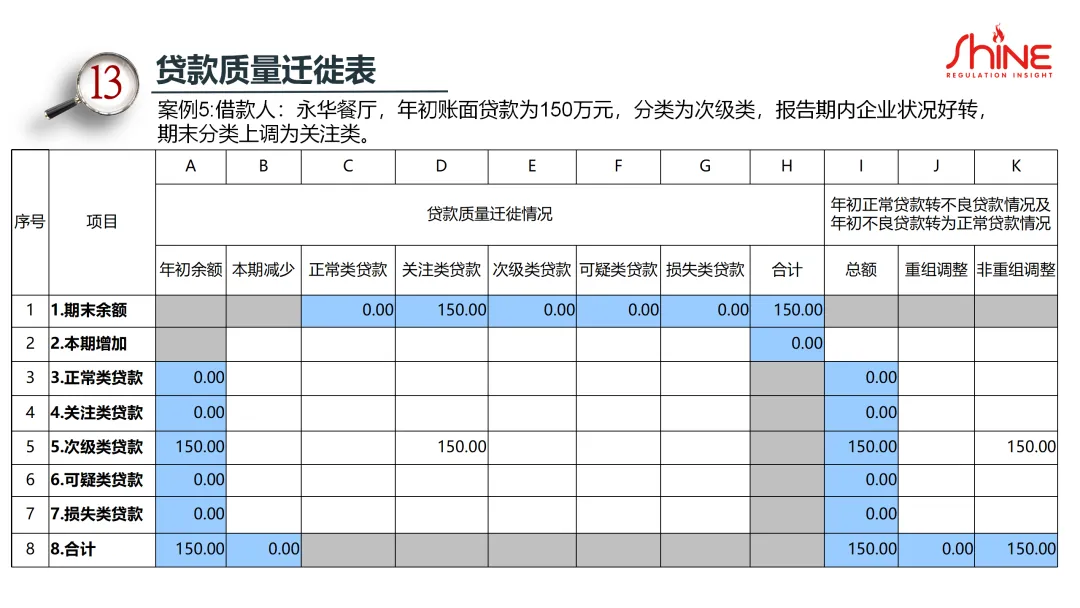 13
贷款质量迁徙表
SHINE
REGULATION INSIGHT
案例5:借款人：永华餐厅，年初账面贷款为150万元，分类为次级类，报告期内企业状况好转，
期末分类上调为关注类。
序号 项目 A B C D E F G H I J K
贷款质量迁徙情况 年初正常贷款转不良贷款情况及
年初不良贷款转为正常贷款情况
年初余额 本期减少 正常类贷款 关注类贷款 次级类贷款 可疑类贷款 损失类贷款 合计 总额 重组调整 非重组调整
1 1.期末余额 0.00 150.00 0.00 0.00 0.00 150.00
2 2.本期增加 0.00
3 3.正常类贷款 0.00 0.00
4 4.关注类贷款 0.00 0.00
5 5.次级类贷款 150.00 150.00 150.00 150.00
6 6.可疑类贷款 0.00 0.00
7 7.损失类贷款 0.00 0.00
8 8.合计 150.00 0.00 150.00 0.00 150.00